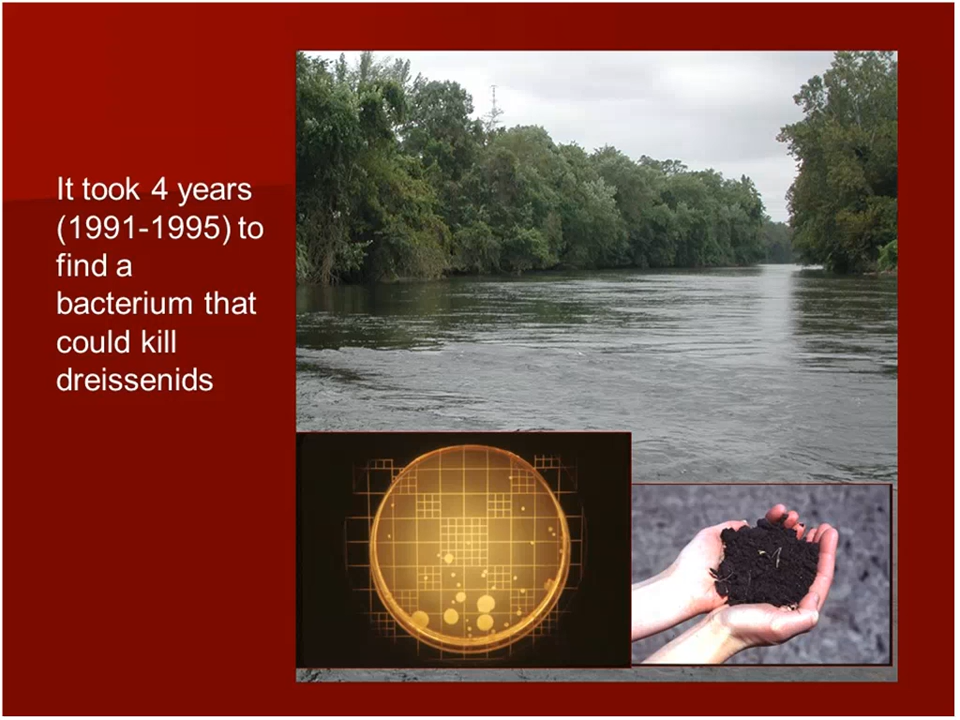 It took 4 years
(1991-1995) to
find a
bacterium that
could kill
dreissenids